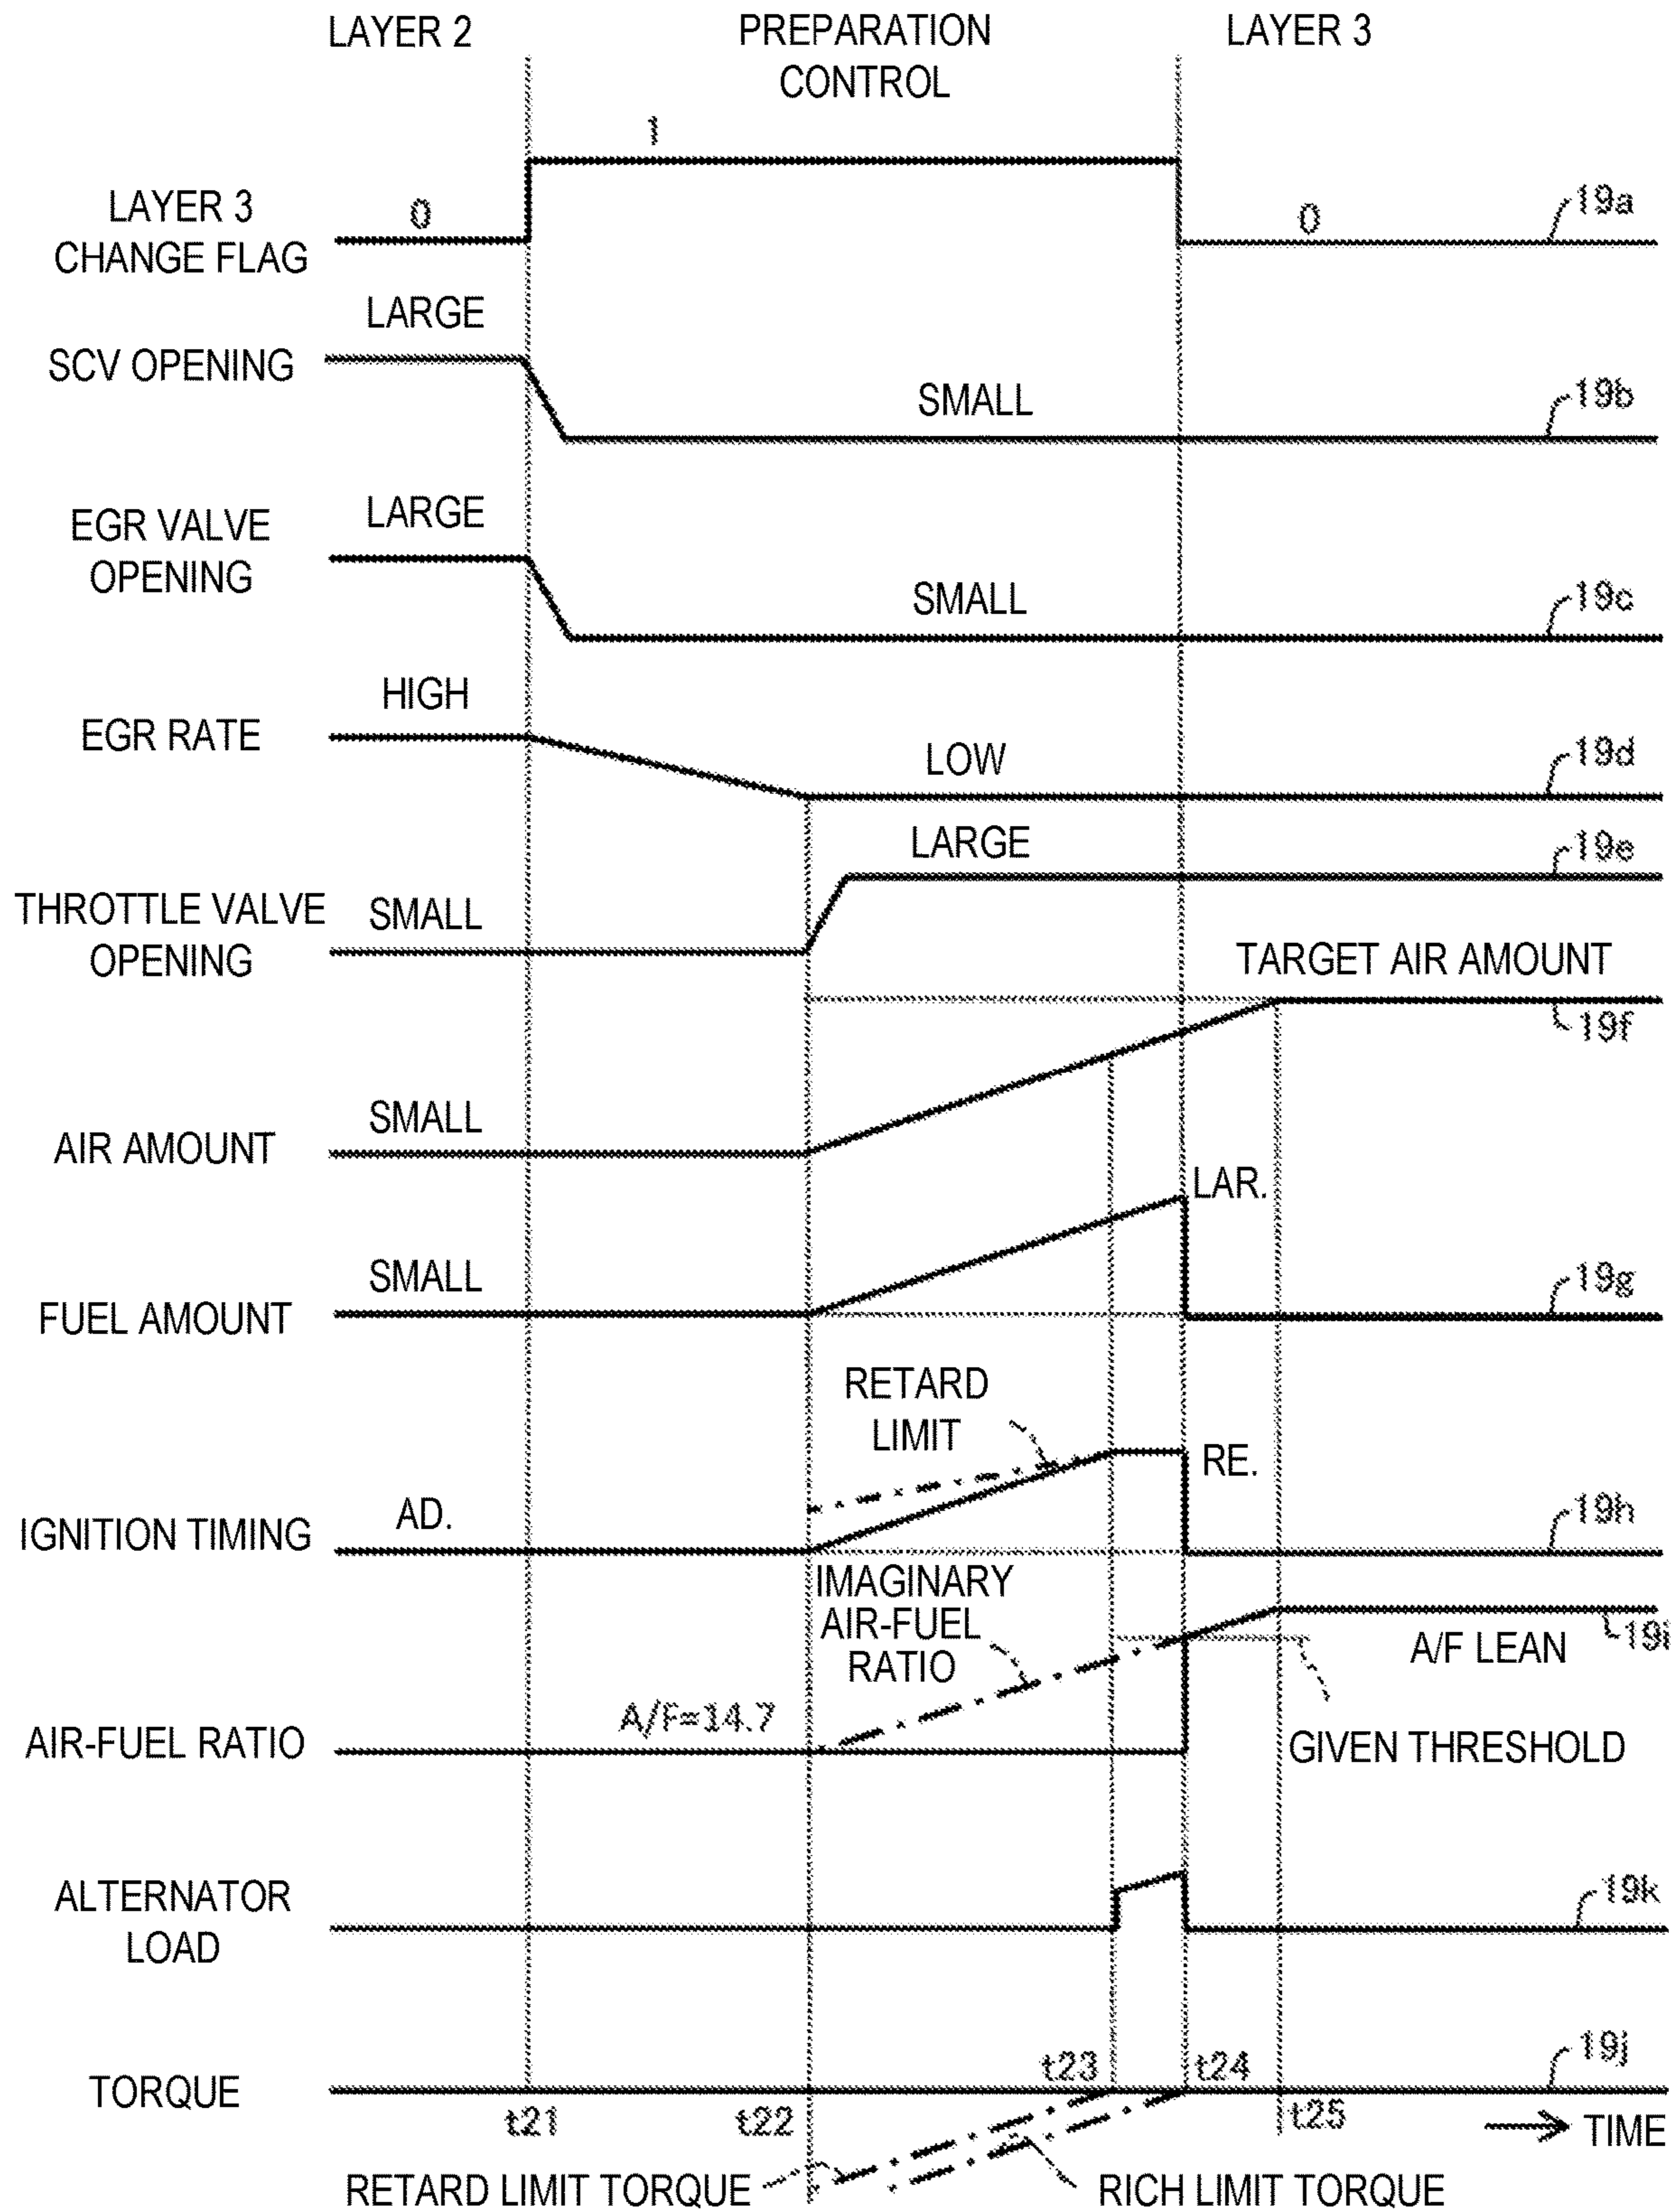 LAYER 2
PREPARATION
CONTROL
LAYER 3
1
LAYER 3
CHANGE FLAG
0
0
19a
LARGE
SCV OPENING
SMALL
19b
EGR VALVE
OPENING
LARGE
SMALL
19c
HIGH
EGR RATE
LOW
19d
LARGE
19e
THROTTLE VALVE
OPENING
SMALL
TARGET AIR AMOUNT
19f
SMALL
AIR AMOUNT
LAR.
SMALL
FUEL AMOUNT
19g
RETARD
LIMIT
RE.
AD.
IGNITION TIMING
19h
IMAGINARY
AIR-FUEL
RATIO
19i
A/F LEAN
A/F=14.7
AIR-FUEL RATIO
GIVEN THRESHOLD
ALTERNATOR
LOAD
19k
TORQUE
t23
t24
19j
t21
t22
t25
TIME
RETARD LIMIT TORQUE
RICH LIMIT TORQUE